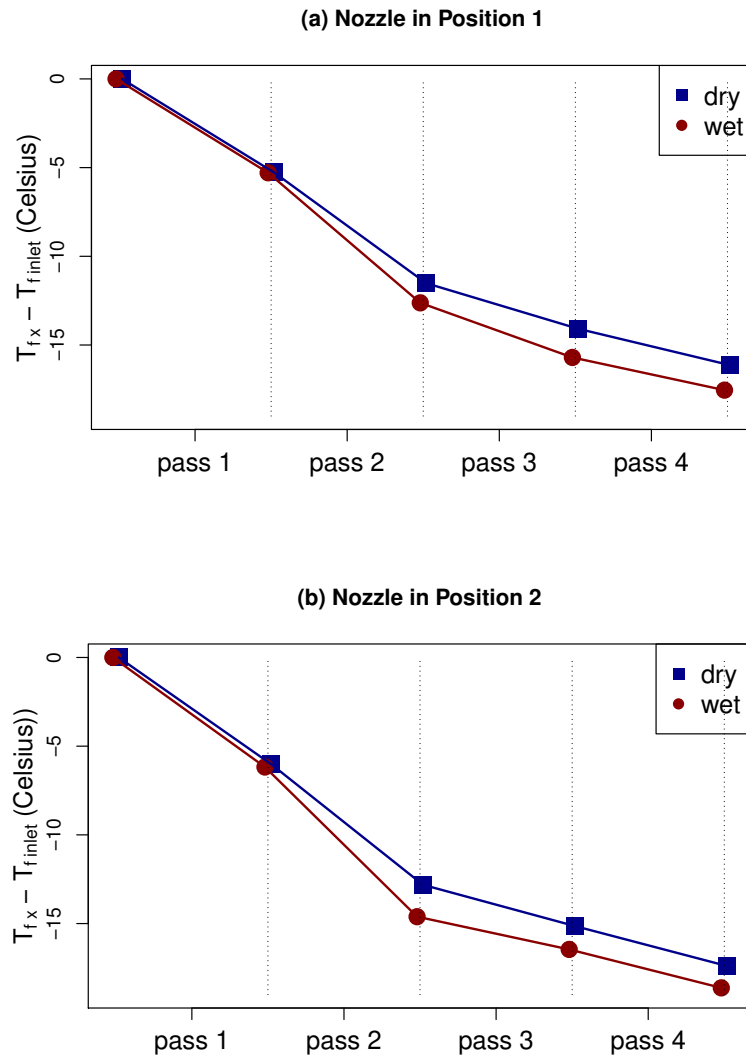 (a) Nozzle in Position 1
dry
wet
0
−5
−10
−15
T f x − T f inlet (Celsius)
pass 1 pass 2 pass 3 pass 4
(b) Nozzle in Position 2
dry
wet
0
−5
−10
−15
T f x − T f inlet (Celsius))
pass 1 pass 2 pass 3 pass 4